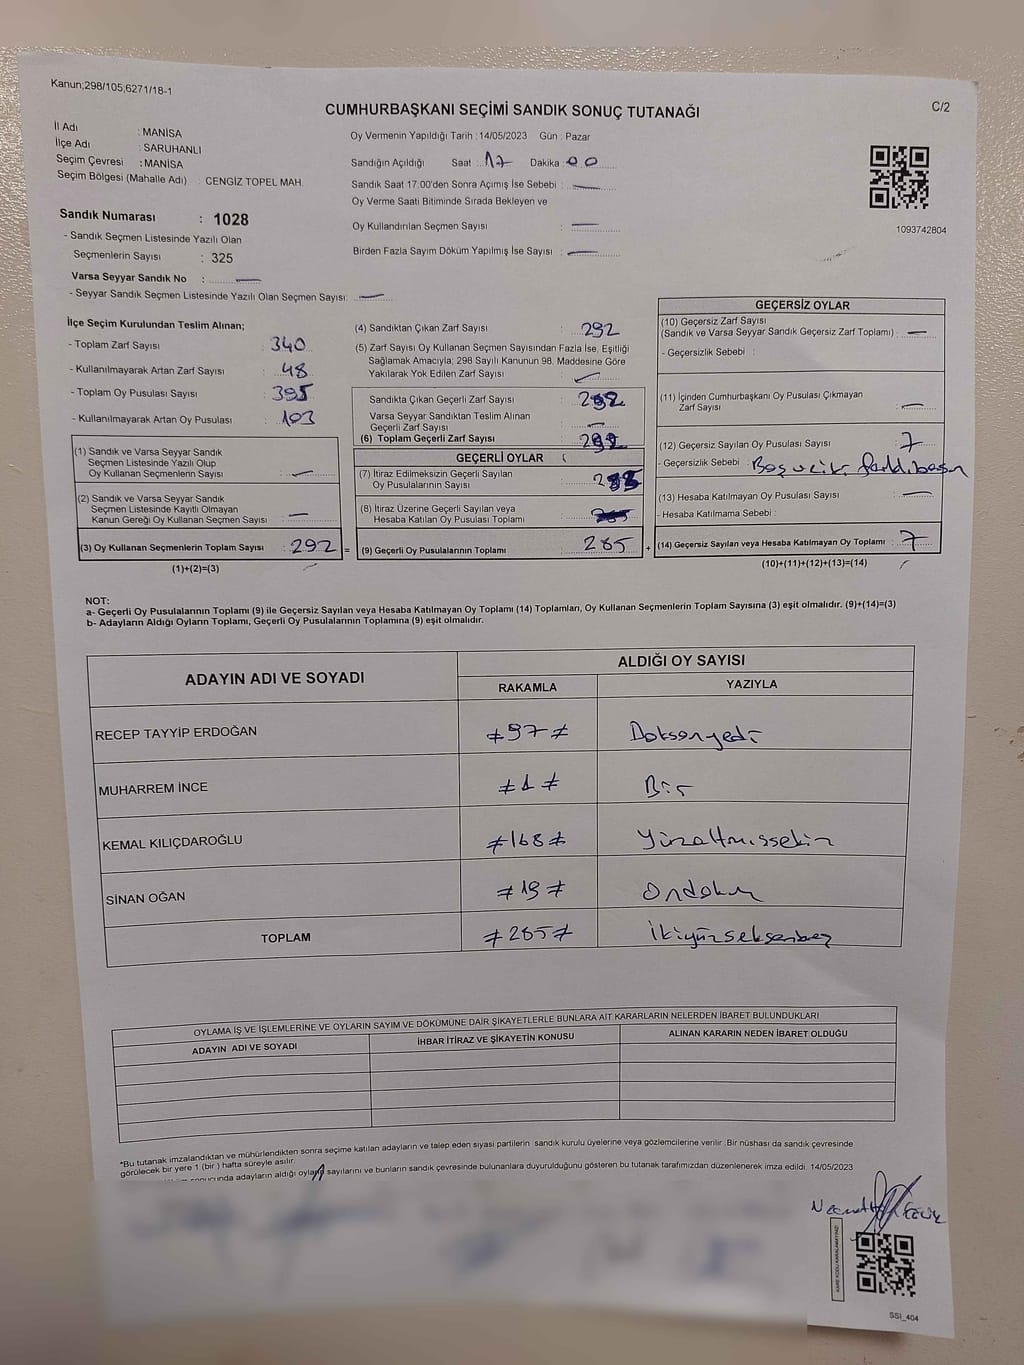 Kanun;298/105;6271/18-1
C/2
CUMHURBAŞKANI SEÇİMİ SANDIK SONUÇ TUTANAĞI
İl Adı : MANİSA
İlçe Adı : SARUHANLI
Seçim Çevresi : MANİSA
Seçim Bölgesi (Mahalle Adı) : CENGİZ TOPEL MAH.
Sandık Numarası : 1028
- Sandık Seçmen Listesinde Yazılı Olan
Seçmenlerin Sayısı : 325
Varsa Seyyar Sandık No : —
- Seyyar Sandık Seçmen Listesinde Yazılı Olan Seçmen Sayısı: —
Oy Vermenin Yapıldığı Tarih : 14/05/2023 Gün : Pazar
Sandığın Açıldığı Saat : 17 Dakika : 00
Sandık Saat 17:00'den Sonra Açımış İse Sebebi : —
Oy Verme Saati Bitiminde Sırada Bekleyen ve
Oy Kullandırılan Seçmen Sayısı : —
Birden Fazla Sayım Döküm Yapılmış İse Sayısı : —
1093742804
İlçe Seçim Kurulundan Teslim Alınan;
- Toplam Zarf Sayısı : 340
- Kullanılmayarak Artan Zarf Sayısı : 48
- Toplam Oy Pusulası Sayısı : 395
- Kullanılmayarak Artan Oy Pusulası : 103
(1) Sandık ve Varsa Seyyar Sandık
Seçmen Listesinde Yazılı Olup
Oy Kullanan Seçmenlerin Sayısı : —
(2) Sandık ve Varsa Seyyar Sandık
Seçmen Listesinde Kayıtlı Olmayan
Kanun Gereği Oy Kullanan Seçmen Sayısı : —
(3) Oy Kullanan Seçmenlerin Toplam Sayısı : 292 =
(1)+(2)=(3)
(4) Sandıktan Çıkan Zarf Sayısı : 292
(5) Zarf Sayısı Oy Kullanan Seçmen Sayısından Fazla İse, Eşitliği
Sağlamak Amacıyla; 298 Sayılı Kanunun 98. Maddesine Göre
Yakılarak Yok Edilen Zarf Sayısı : —
Sandıkta Çıkan Geçerli Zarf Sayısı : 292
Varsa Seyyar Sandıktan Teslim Alınan
Geçerli Zarf Sayısı : —
(6) Toplam Geçerli Zarf Sayısı : 292
GEÇERLİ OYLAR
(7) İtiraz Edilmeksizin Geçerli Sayılan
Oy Pusulalarının Sayısı :
(8) İtiraz Üzerine Geçerli Sayılan veya
Hesaba Katılan Oy Pusulası Toplamı :
(9) Geçerli Oy Pusulalarının Toplamı : 285 +
GEÇERSİZ OYLAR
(10) Geçersiz Zarf Sayısı
(Sandık ve Varsa Seyyar Sandık Geçersiz Zarf Toplamı) : —
- Geçersizlik Sebebi :
(11) İçinden Cumhurbaşkanı Oy Pusulası Çıkmayan
Zarf Sayısı : —
(12) Geçersiz Sayılan Oy Pusulası Sayısı : 7
- Geçersizlik Sebebi :
(13) Hesaba Katılmayan Oy Pusulası Sayısı : —
- Hesaba Katılmama Sebebi :
(14) Geçersiz Sayılan veya Hesaba Katılmayan Oy Toplamı : 7
(10)+(11)+(12)+(13)=(14)
NOT:
a- Geçerli Oy Pusulalarının Toplamı (9) ile Geçersiz Sayılan veya Hesaba Katılmayan Oy Toplamı (14) Toplamları, Oy Kullanan Seçmenlerin Toplam Sayısına (3) eşit olmalıdır. (9)+(14)=(3)
b- Adayların Aldığı Oyların Toplamı, Geçerli Oy Pusulalarının Toplamına (9) eşit olmalıdır.
ADAYIN ADI VE SOYADI
ALDIĞI OY SAYISI
RAKAMLA YAZIYLA
RECEP TAYYİP ERDOĞAN ≠97≠ Doksanyedi
MUHARREM İNCE ≠1≠ Bir
KEMAL KILIÇDAROĞLU ≠168≠ Yüzaltmıssekiz
SİNAN OĞAN ≠19≠ Ondokuz
TOPLAM ≠285≠ İkiyüzseksenbeş
OYLAMA İŞ VE İŞLEMLERİNE VE OYLARIN SAYIM VE DÖKÜMÜNE DAİR ŞİKAYETLERLE BUNLARA AİT KARARLARIN NELERDEN İBARET BULUNDUKLARI
ADAYIN ADI VE SOYADI İHBAR İTİRAZ VE ŞİKAYETİN KONUSU ALINAN KARARIN NEDEN İBARET OLDUĞU
*Bu tutanak imzalandıktan ve mühürlendikten sonra seçime katılan adayların ve talep eden siyasi partilerin sandık kurulu üyelerine veya gözlemcilerine verilir. Bir nüshası da sandık çevresinde
görülecek bir yere 1 (bir ) hafta süreyle asılır.
sonucunda adayların aldığı oyların sayılarını ve bunların sandık çevresinde bulunanlara duyurulduğunu gösteren bu tutanak tarafımızdan düzenlenerek imza edildi. 14/05/2023
KARE KODU KARALAMAYINIZ!
SSİ_404